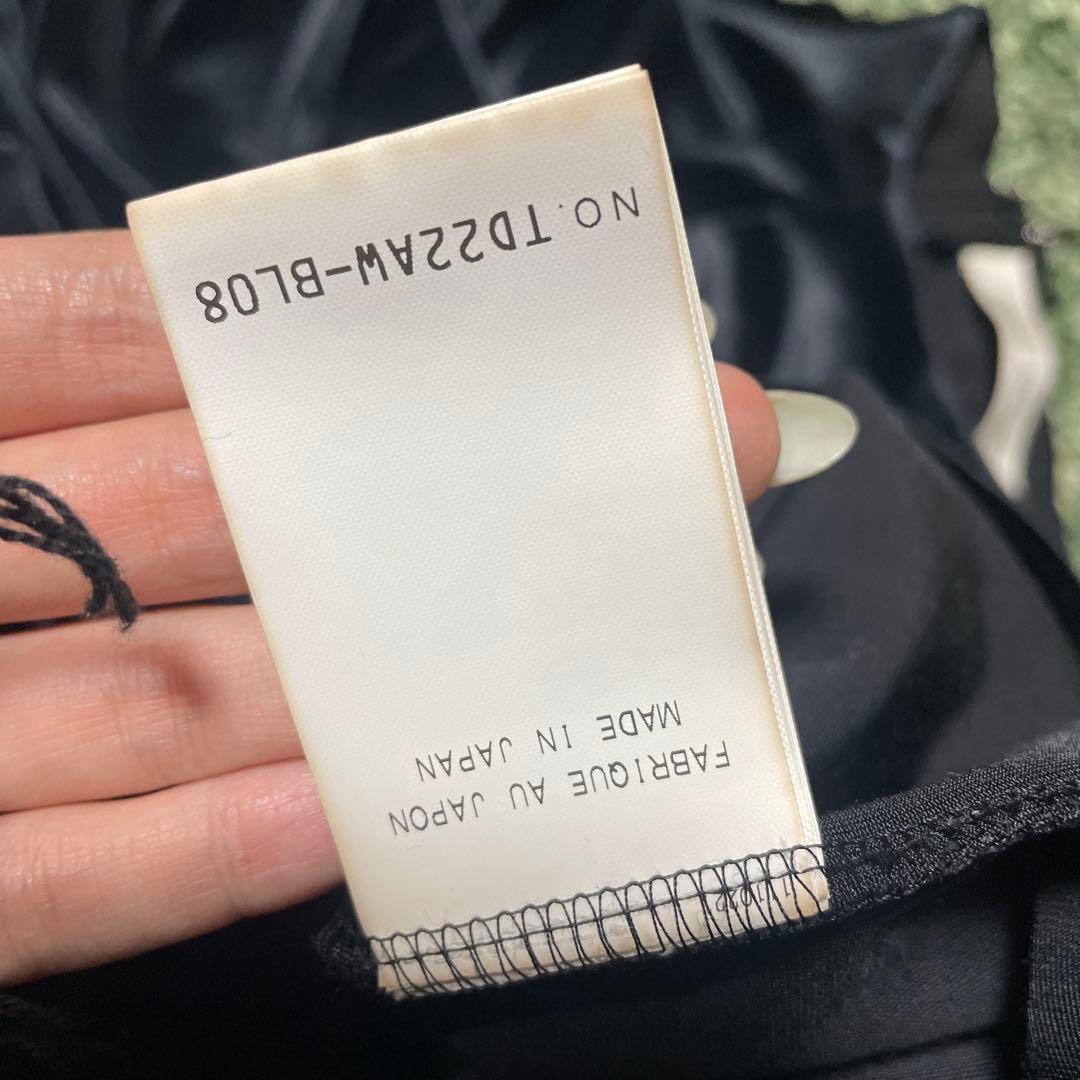 FABRIQUE AU JAPON
MADE IN JAPAN
NO. TD22AW-BL08